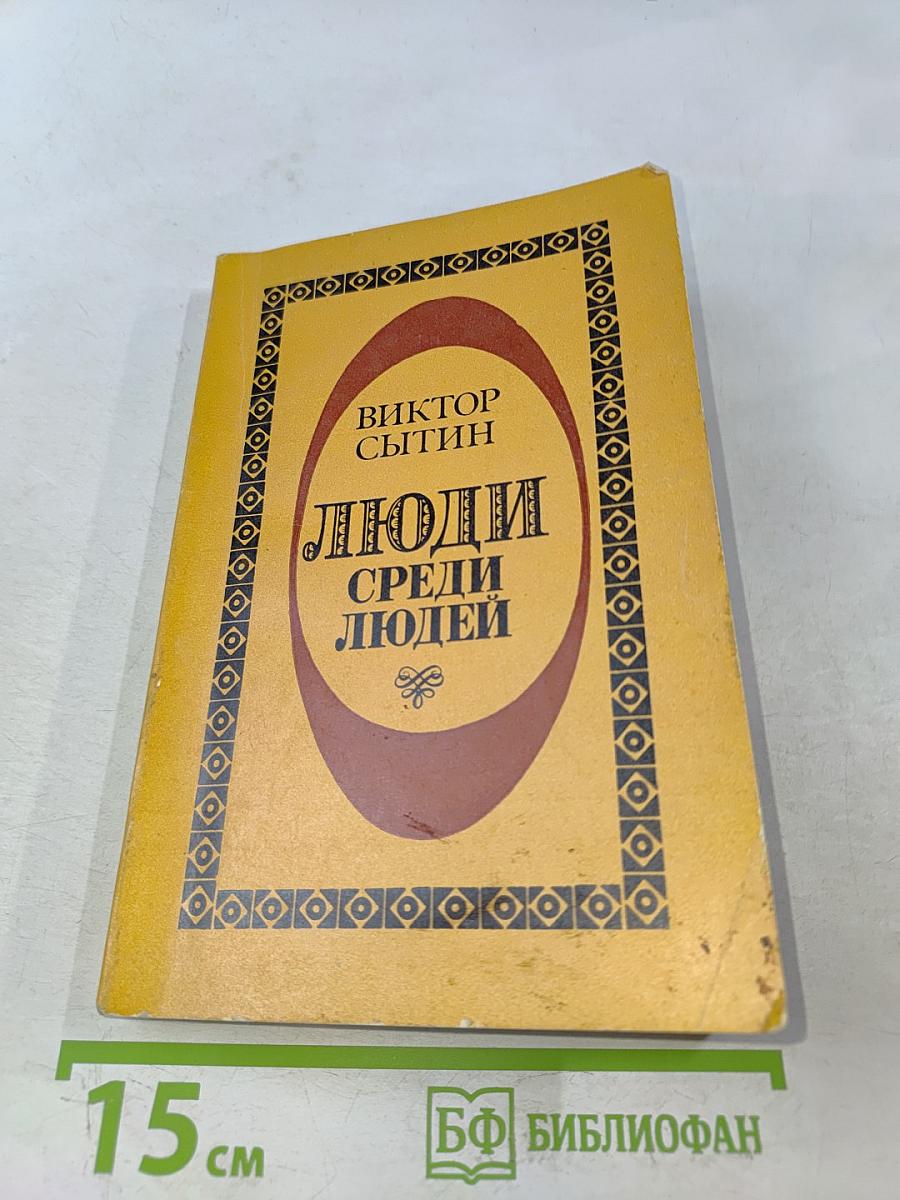 ВИКТОР
СЫТИН
ЛЮДИ
СРЕДИ
ЛЮДЕЙ
15 см
БФ БИБЛИОФАН